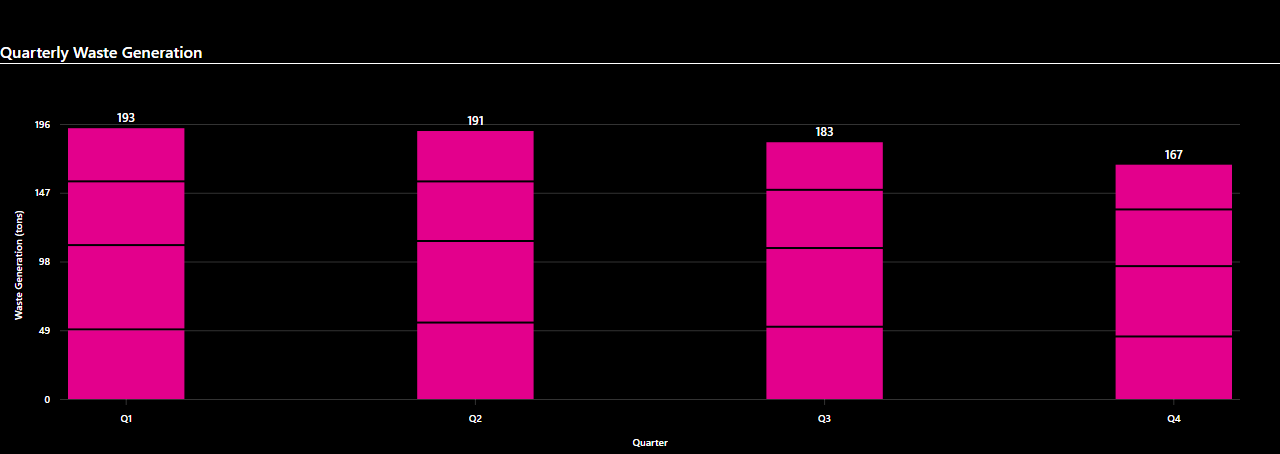 Quarterly Waste Generation
193
191
183
167
196
147
98
49
0
Waste Generation (tons)
Q1
Q2
Q3
Q4
Quarter